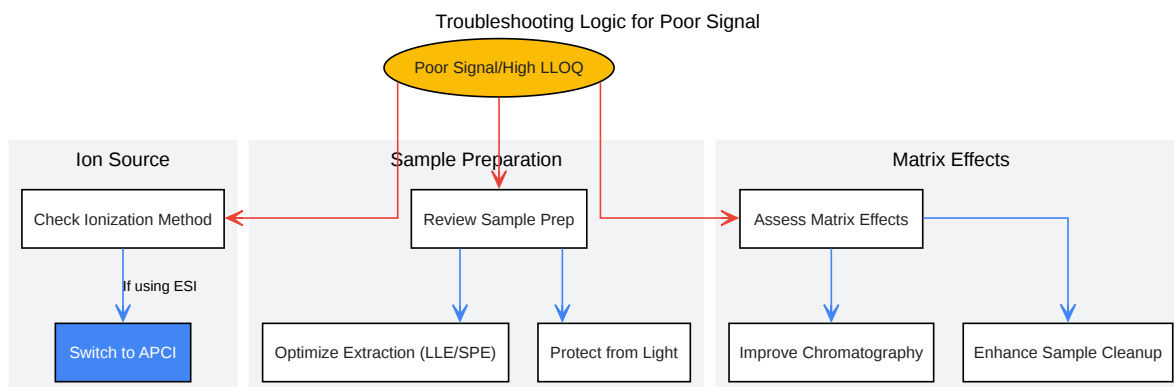 Troubleshooting Logic for Poor Signal
Poor Signal/High LLOQ
Ion Source
Sample Preparation
Matrix Effects
Check Ionization Method
Review Sample Prep
Assess Matrix Effects
If using ESI
Switch to APCI
Optimize Extraction (LLE/SPE)
Protect from Light
Improve Chromatography
Enhance Sample Cleanup